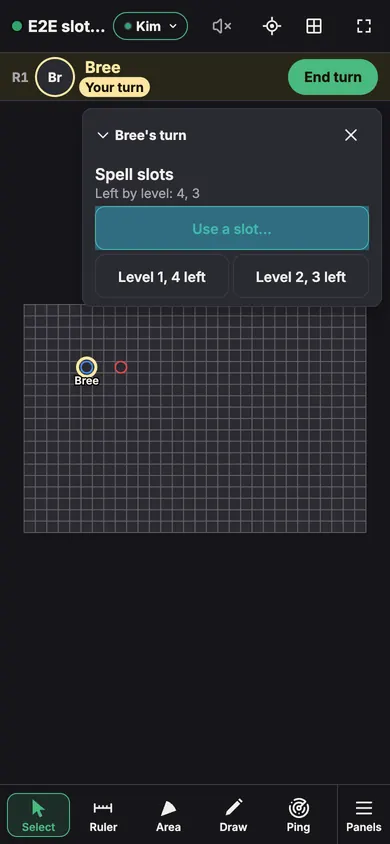 E2E slot... Kim
R1 Br Bree
Your turn
End turn
Bree's turn
Spell slots
Left by level: 4, 3
Use a slot...
Level 1, 4 left
Level 2, 3 left
Bree
Select
Ruler
Area
Draw
Ping
Panels